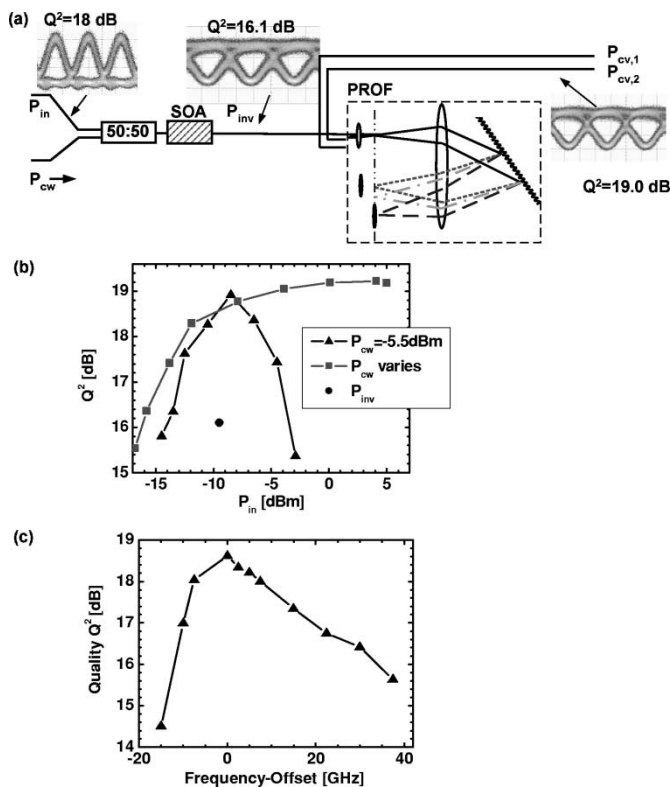 (a)
Q²=18 dB
Q²=16.1 dB
P_in
50:50
SOA
P_inv
P_cw
PROF
P_cv,1
P_cv,2
Q²=19.0 dB
(b)
Q² [dB]
19
18
17
16
15
P_cw=-5.5dBm
P_cw varies
P_inv
-15 -10 -5 0 5
P_in [dBm]
(c)
Quality Q² [dB]
19
18
17
16
15
14
-20 0 20 40
Frequency-Offset [GHz]